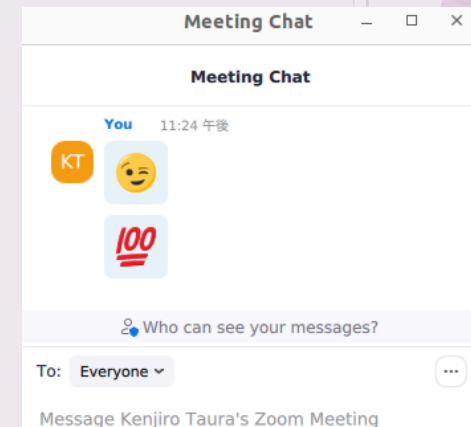 Meeting Chat
Meeting Chat
You 11:24 午後
KT
😉
💯
Who can see your messages?
To: Everyone
Message Kenjiro Taura's Zoom Meeting